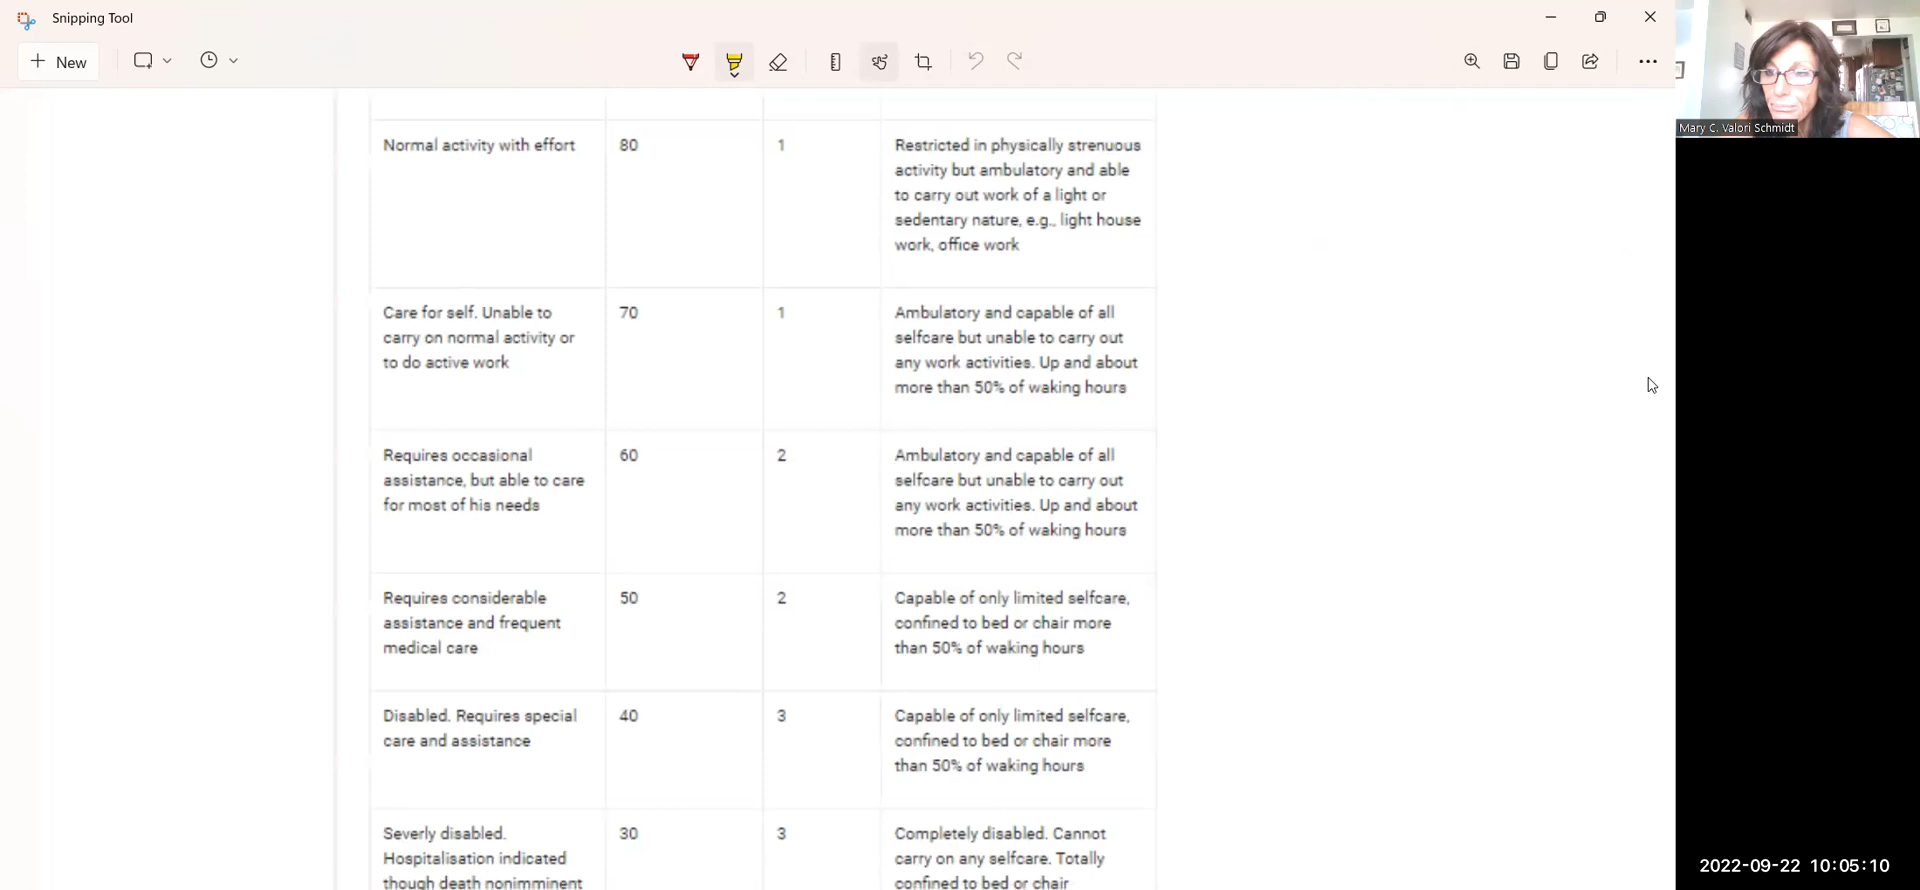 Snipping Tool
New
Mary C. Valori Schmidt
Normal activity with effort 80 1 Restricted in physically strenuous
activity but ambulatory and able
to carry out work of a light or
sedentary nature, e.g., light house
work, office work
Care for self. Unable to 70 1 Ambulatory and capable of all
carry on normal activity or selfcare but unable to carry out
to do active work any work activities. Up and about
more than 50% of waking hours
Requires occasional 60 2 Ambulatory and capable of all
assistance, but able to care selfcare but unable to carry out
for most of his needs any work activities. Up and about
more than 50% of waking hours
Requires considerable 50 2 Capable of only limited selfcare,
assistance and frequent confined to bed or chair more
medical care than 50% of waking hours
Disabled. Requires special 40 3 Capable of only limited selfcare,
care and assistance confined to bed or chair more
than 50% of waking hours
Severly disabled. 30 3 Completely disabled. Cannot
Hospitalisation indicated carry on any selfcare. Totally
though death nonimminent confined to bed or chair
2022-09-22 10:05:10